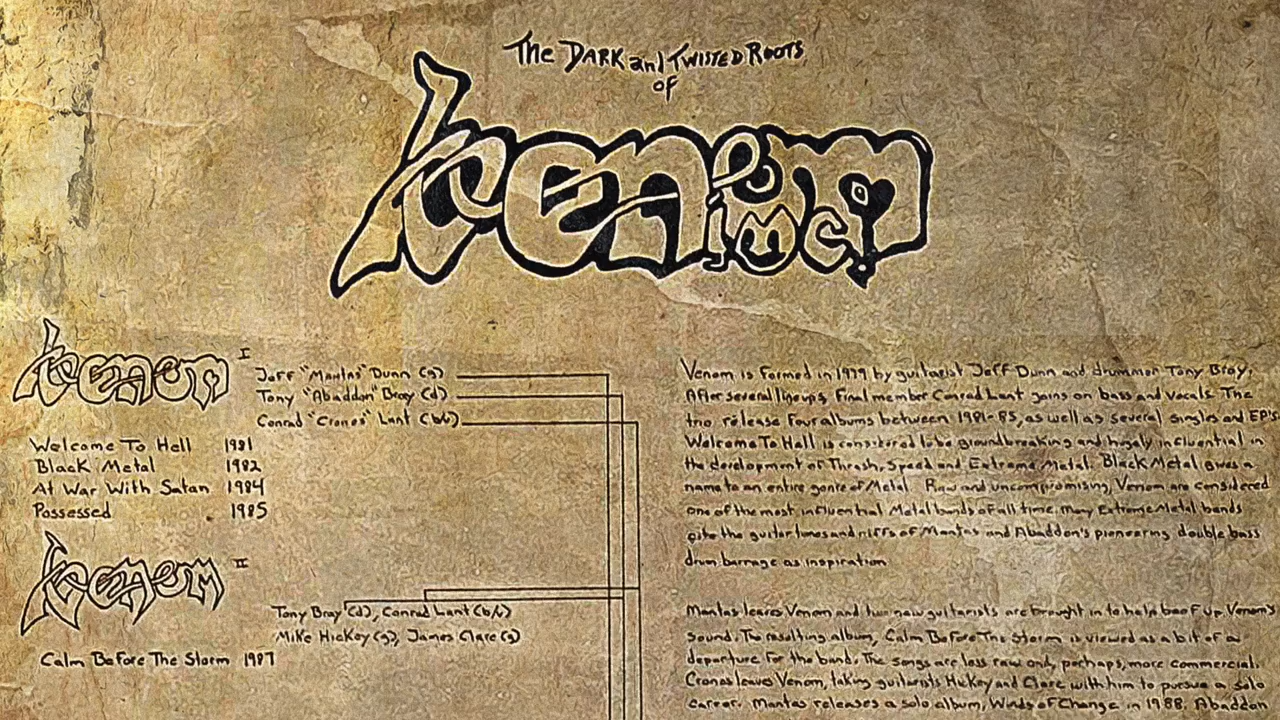 The DARK and TWISTED ROOTS
of
Venom inc.
Venom I
Jeff "Mantas" Dunn (g)
Tony "Abaddon" Bray (d)
Conrad "Cronos" Lant (b/v)
Welcome To Hell 1981
Black Metal 1982
At War With Satan 1984
Possessed 1985
Venom II
Tony Bray (d), Conrad Lant (b/v)
Mike Hickey (g), James Clare (g)
Calm Before The Storm 1987
Venom is formed in 1979 by guitarist Jeff Dunn and drummer Tony Bray.
After several lineups, final member Conrad Lant joins on bass and vocals. The
trio release four albums between 1981-85, as well as several singles and EP's
Welcome To Hell is considered to be groundbreaking and hugely influential in
the development of Thrash, Speed and Extreme Metal. Black Metal gives a
name to an entire genre of Metal. Raw and uncompromising, Venom are considered
one of the most influential Metal bands of all time. Many Extreme Metal bands
cite the guitar tones and riffs of Mantas and Abaddon's pioneering double bass
drum barrage as inspiration
Mantas leaves Venom and two new guitarists are brought in to help beef up Venom's
sound. The resulting album, Calm Before The Storm is viewed as a bit of a
departure for the band. The songs are less raw and, perhaps, more commercial.
Cronos leaves Venom, taking guitarists Hickey and Clare with him to pursue a solo
career. Mantas releases a solo album, Winds of Change in 1988. Abaddon